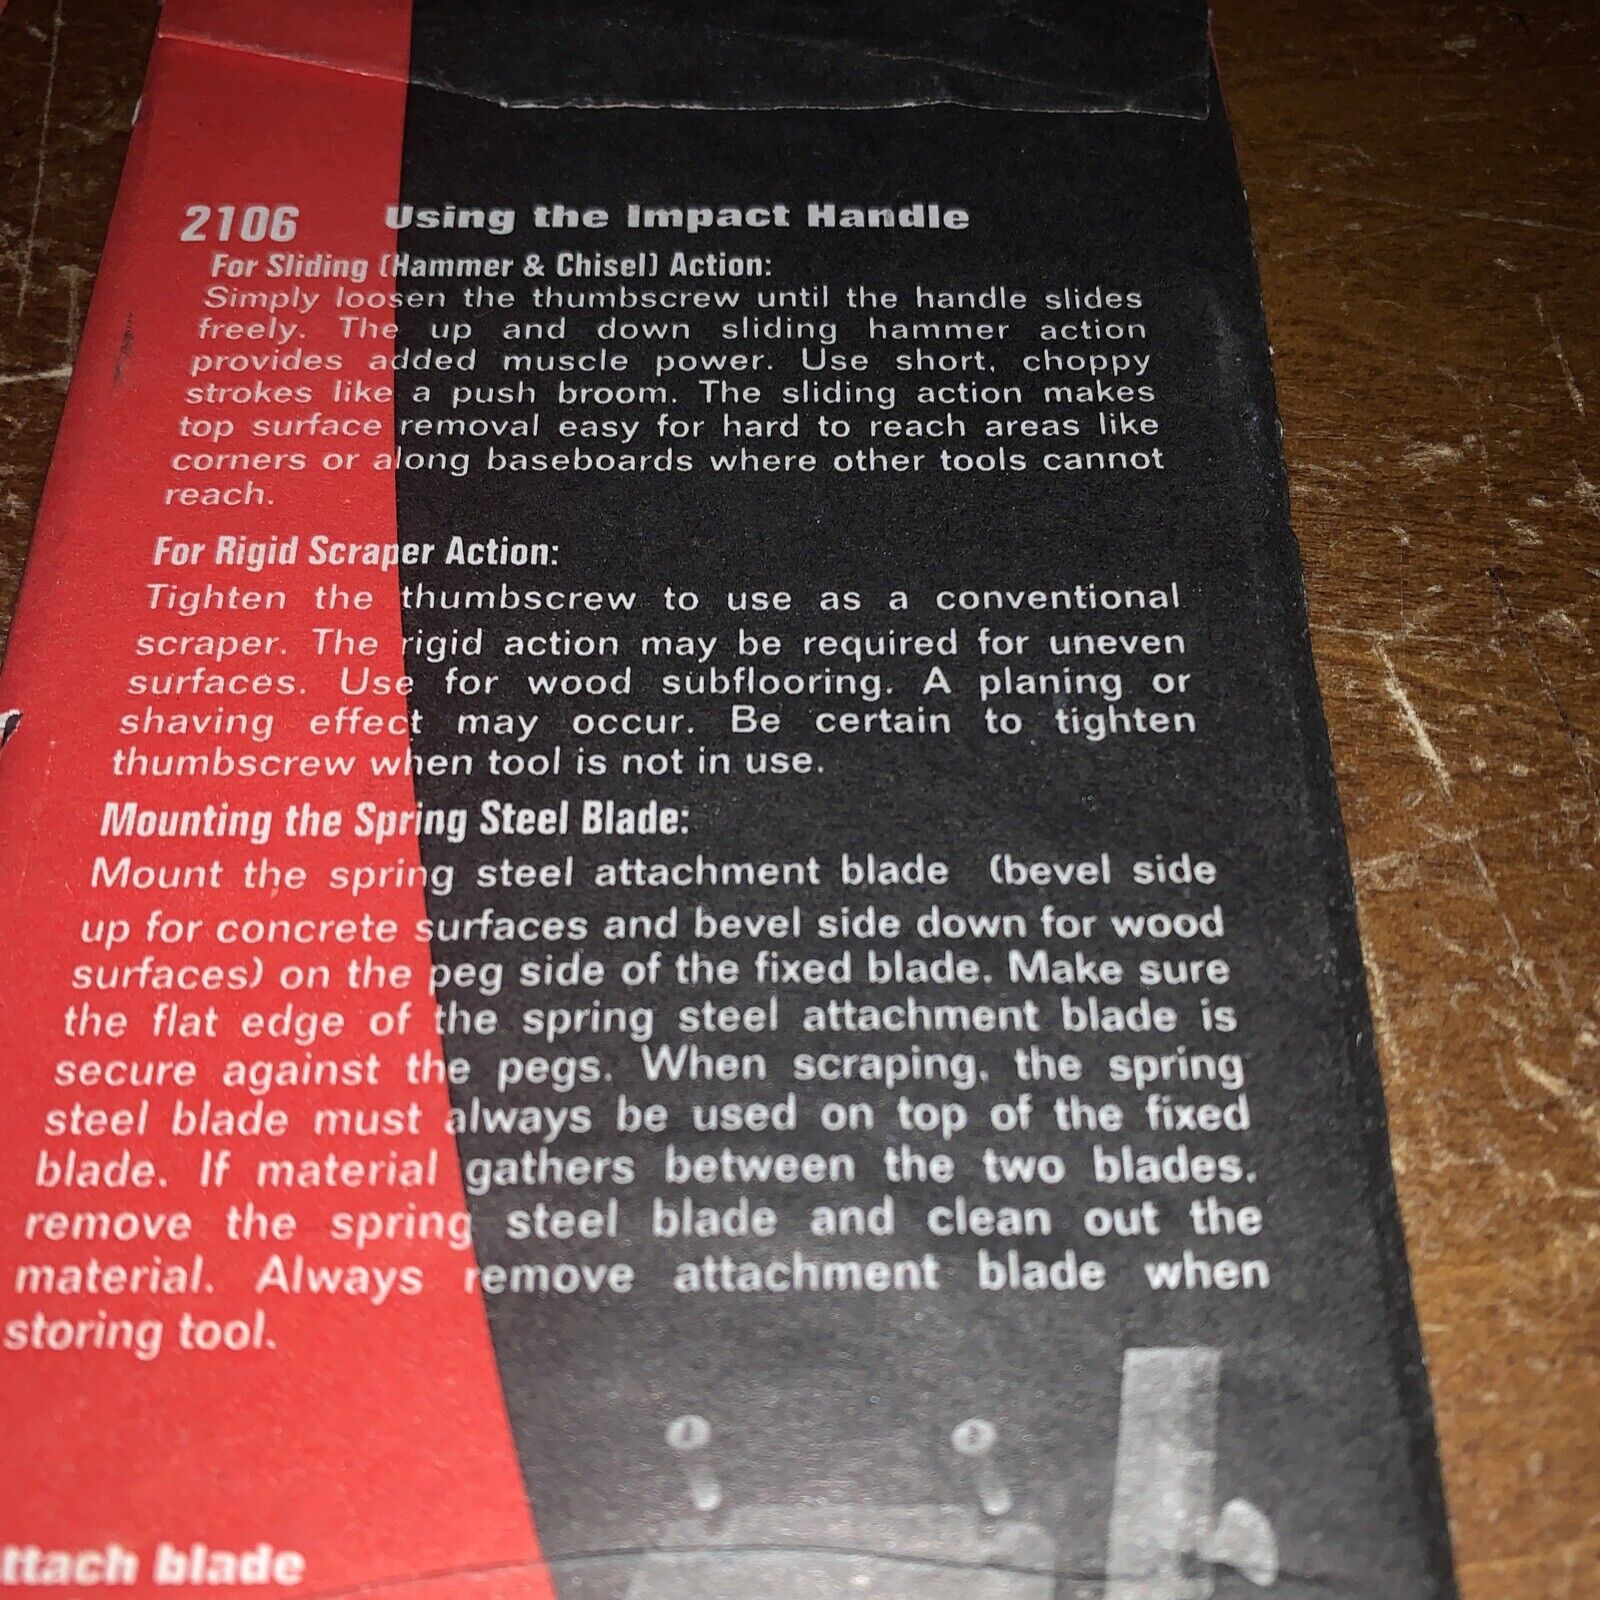 2106 Using the Impact Handle
For Sliding (Hammer & Chisel) Action:
Simply loosen the thumbscrew until the handle slides
freely. The up and down sliding hammer action
provides added muscle power. Use short, choppy
strokes like a push broom. The sliding action makes
top surface removal easy for hard to reach areas like
corners or along baseboards where other tools cannot
reach.
For Rigid Scraper Action:
Tighten the thumbscrew to use as a conventional
scraper. The rigid action may be required for uneven
surfaces. Use for wood subflooring. A planing or
shaving effect may occur. Be certain to tighten
thumbscrew when tool is not in use.
Mounting the Spring Steel Blade:
Mount the spring steel attachment blade (bevel side
up for concrete surfaces and bevel side down for wood
surfaces) on the peg side of the fixed blade. Make sure
the flat edge of the spring steel attachment blade is
secure against the pegs. When scraping, the spring
steel blade must always be used on top of the fixed
blade. If material gathers between the two blades,
remove the spring steel blade and clean out the
material. Always remove attachment blade when
storing tool.
ttach blade